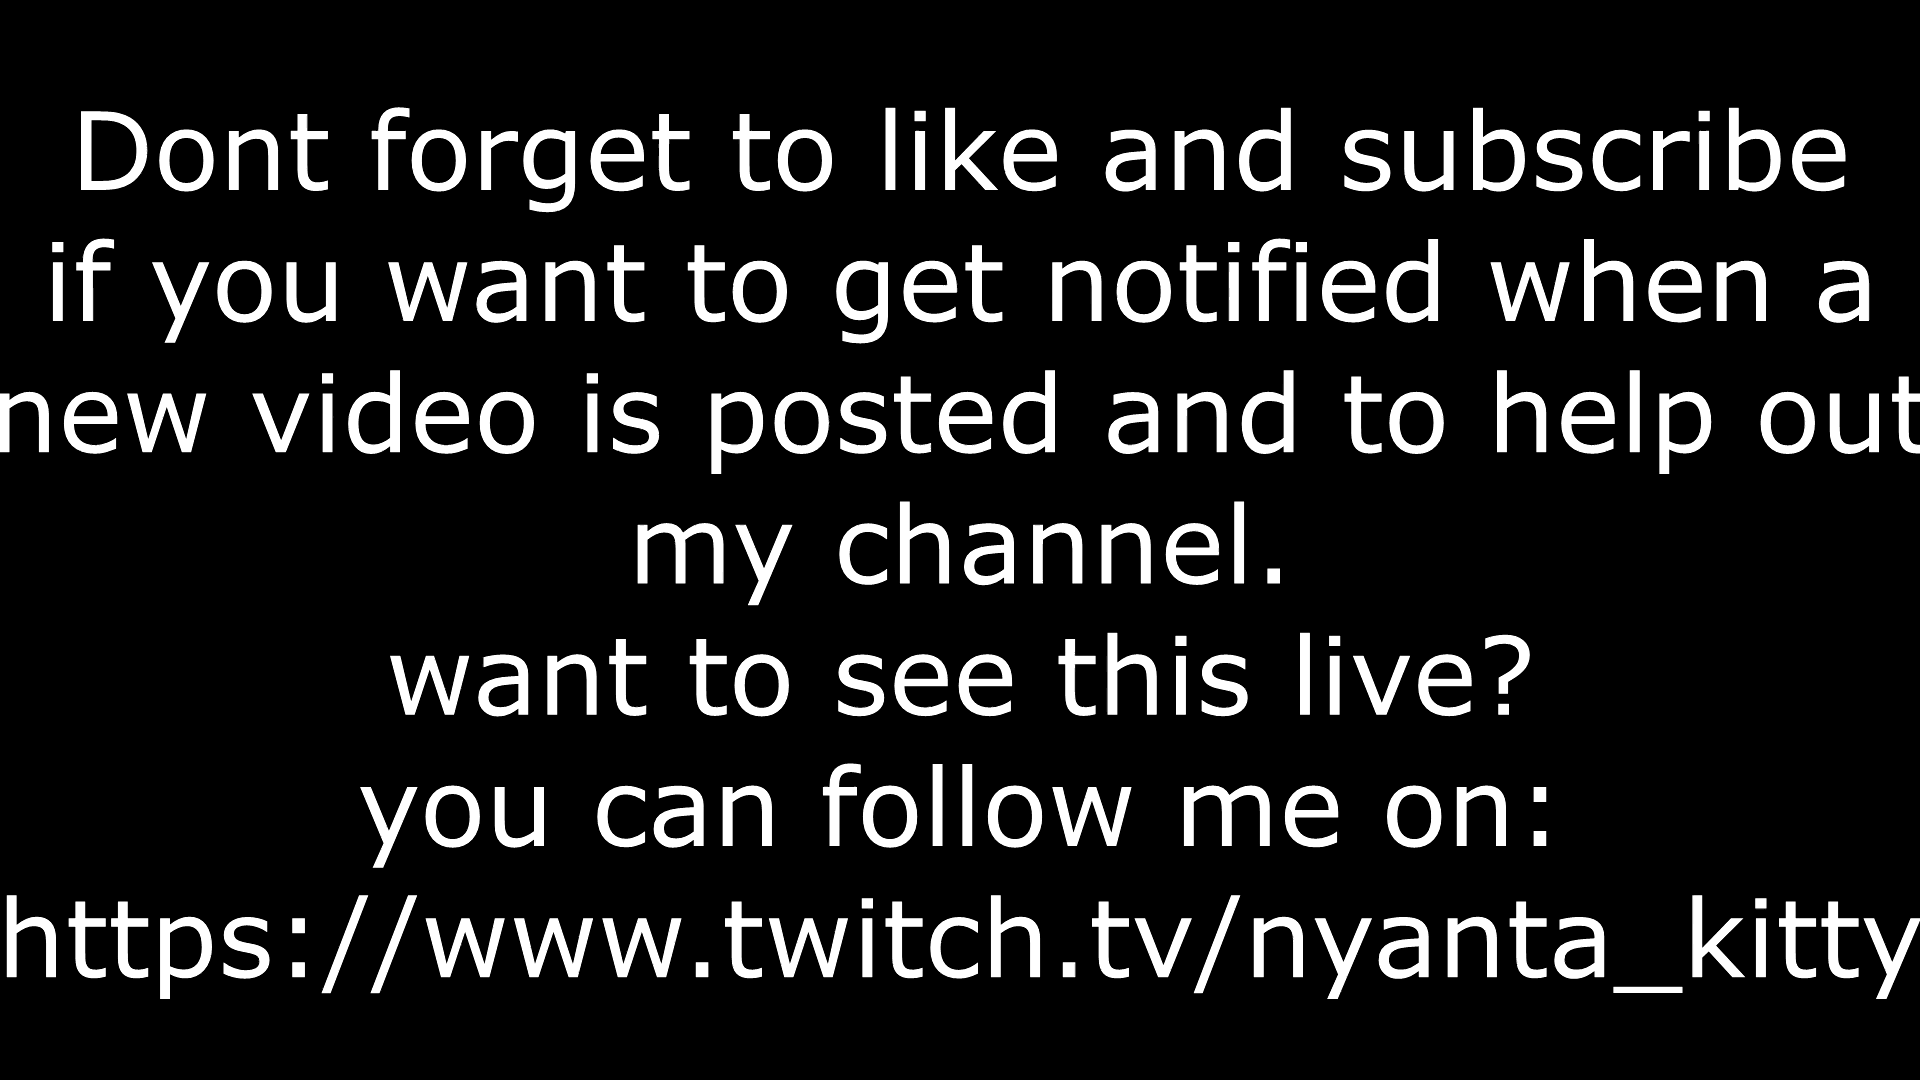 Dont forget to like and subscribe
if you want to get notified when a
new video is posted and to help out
my channel.
want to see this live?
you can follow me on:
https://www.twitch.tv/nyanta_kitty